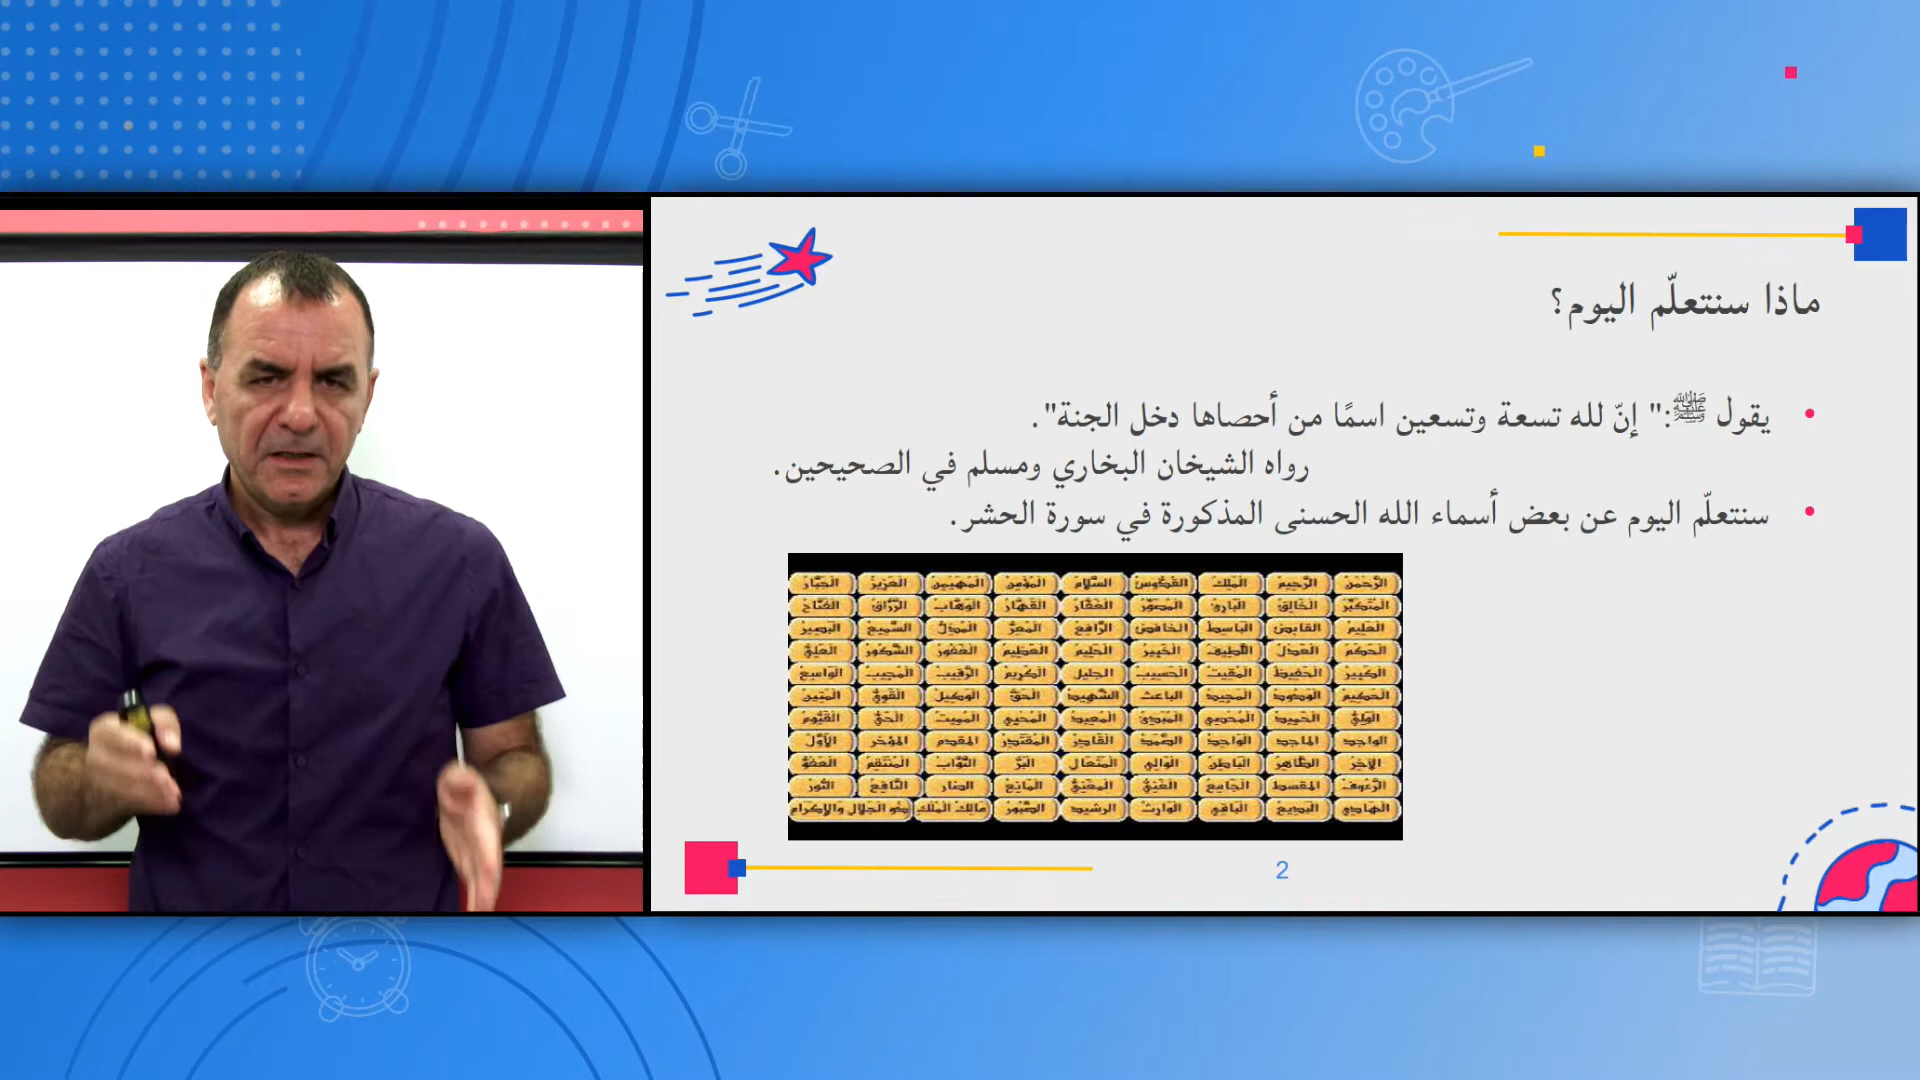 ماذا سنتعلّم اليوم؟
يقول ﷺ:" إنّ لله تسعة وتسعين اسمًا من أحصاها دخل الجنة".
رواه الشيخان البخاري ومسلم في الصحيحين.
سنتعلّم اليوم عن بعض أسماء الله الحسنى المذكورة في سورة الحشر.
الرحمن الرحيم الملك القدوس السلام المؤمن المهيمن العزيز الجبار
المتكبر الخالق البارئ المصور الغفار القهار الوهاب الرزاق الفتاح
العليم القابض الباسط الخافض الرافع المعز المذل السميع البصير
الحكم العدل اللطيف الخبير الحليم العظيم الغفور الشكور العلي
الكبير الحفيظ المقيت الحسيب الجليل الكريم الرقيب المجيب الواسع
الحكيم الودود المجيد الباعث الشهيد الحق الوكيل القوي المتين
الولي الحميد المحصي المبدئ المعيد المحيي المميت الحي القيوم
الواجد الماجد الواحد الصمد القادر المقتدر المقدم المؤخر الأول
الآخر الظاهر الباطن الوالي المتعال البر التواب المنتقم العفو
الرءوف المقسط الجامع الغني المغني المانع الضار النافع النور
الهادي البديع الباقي الوارث الرشيد الصبور مالك الملك ذو الجلال والإكرام
2